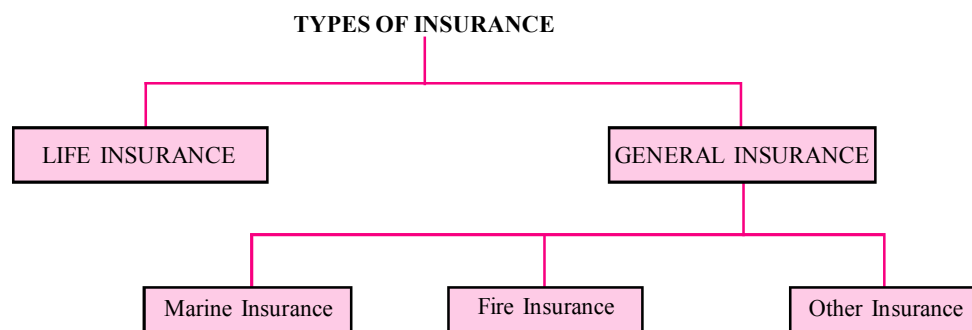 TYPES OF INSURANCE
LIFE INSURANCE
GENERAL INSURANCE
Marine Insurance
Fire Insurance
Other Insurance